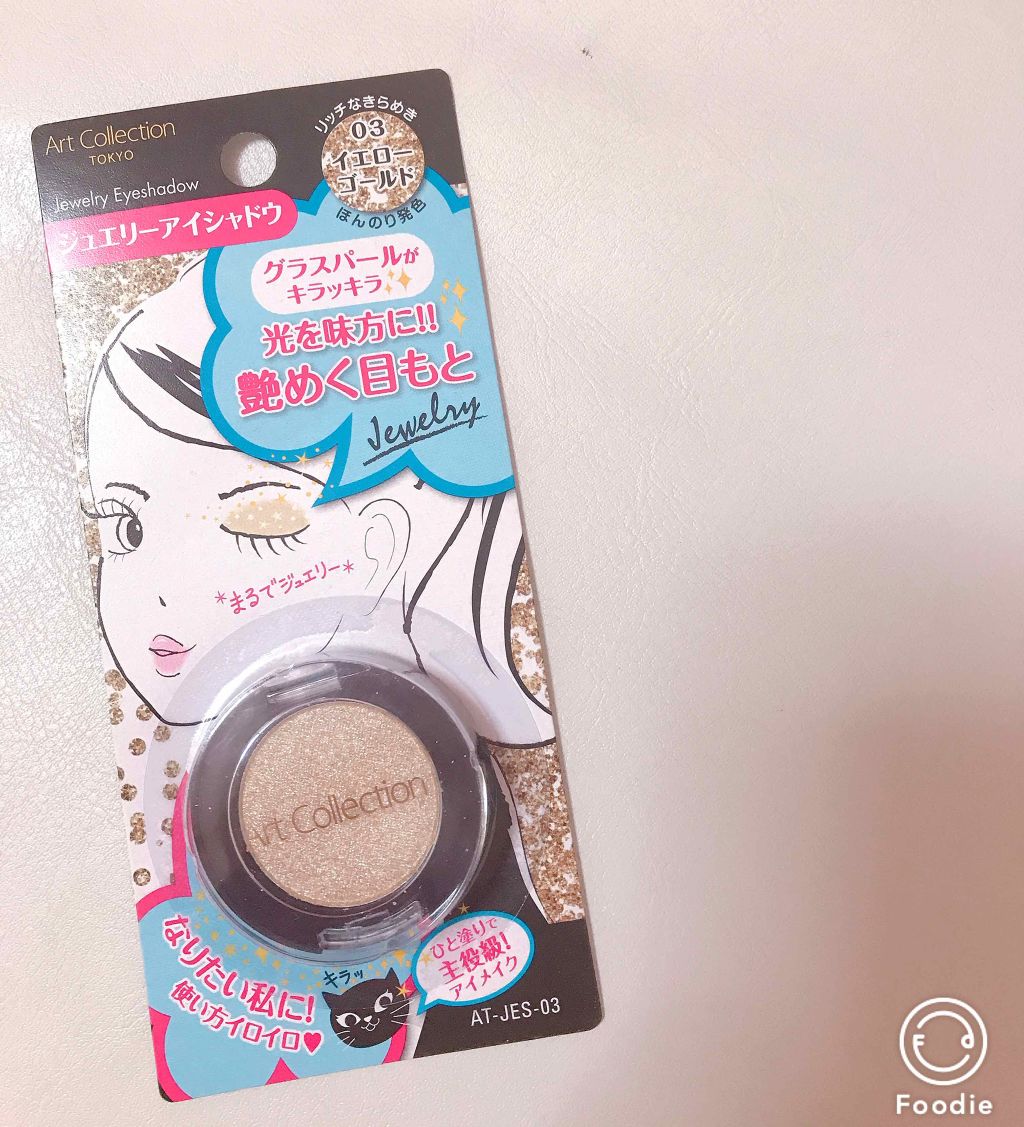 Art Collection
TOKYO
Jewelry Eyeshadow
ジュエリーアイシャドウ
リッチなきらめき
03
イエロー
ゴールド
ほんのり発色
グラスパールが
キラッキラ
光を味方に!!
艶めく目もと
Jewelry
*まるでジュエリー*
Art Collection
なりたい私に!
使い方イロイロ♥
キラッ
ひと塗りで
主役級!
アイメイク
AT-JES-03
Foodie